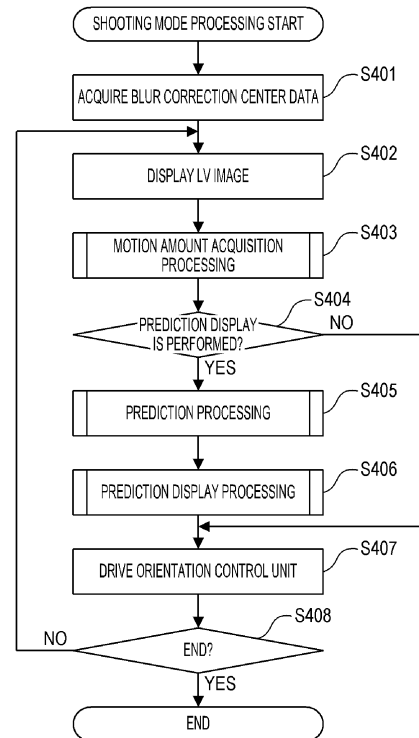 SHOOTING MODE PROCESSING START
ACQUIRE BLUR CORRECTION CENTER DATA
S401
DISPLAY LV IMAGE
S402
MOTION AMOUNT ACQUISITION
PROCESSING
S403
PREDICTION DISPLAY
IS PERFORMED?
S404
NO
YES
PREDICTION PROCESSING
S405
PREDICTION DISPLAY PROCESSING
S406
DRIVE ORIENTATION CONTROL UNIT
S407
END?
S408
NO
YES
END